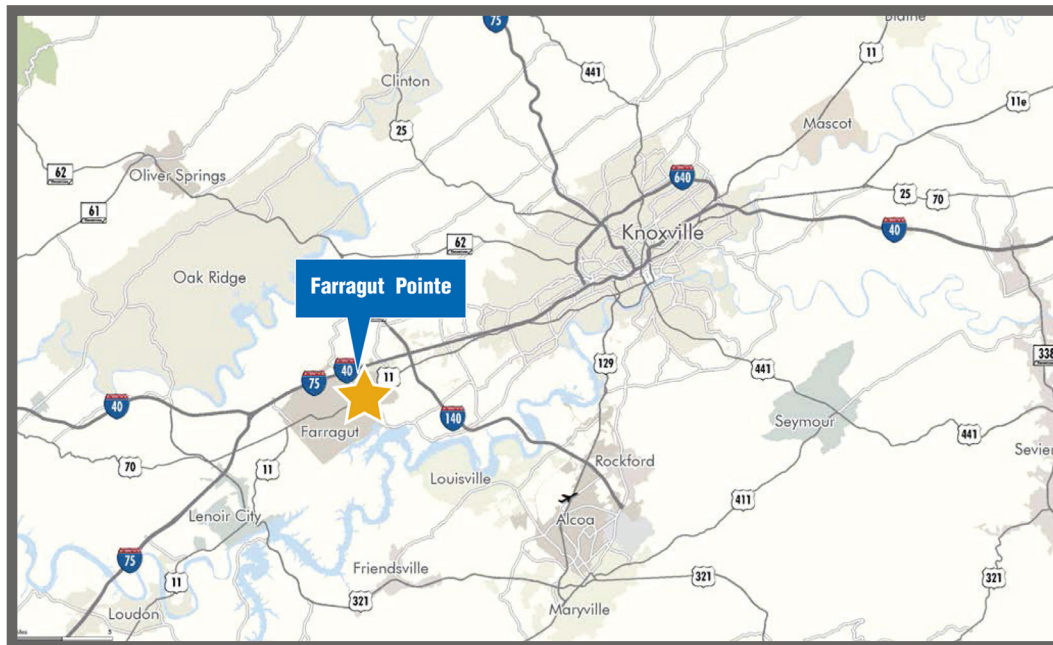 75
Blaine
441
11
Clinton
11e
25
Mascot
62
Oliver Springs
640
25
70
61
Knoxville
40
62
Oak Ridge
Farragut Pointe
129
338
40
75
11
441
40
140
Seymour
Farragut
441
Rockford
Sevier
70
11
Louisville
411
Lenoir City
Alcoa
75
Friendsville
11
321
321
321
Loudon
Maryville
5